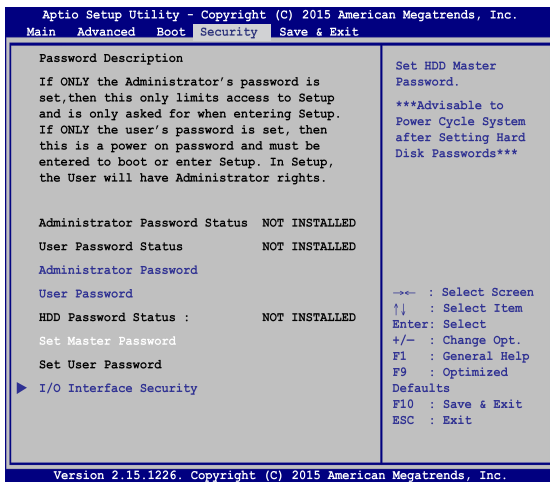 Aptio Setup Utility - Copyright (C) 2015 American Megatrends, Inc.
Main Advanced Boot Security Save & Exit
Password Description
If ONLY the Administrator's password is
set,then this only limits access to Setup
and is only asked for when entering Setup.
If ONLY the user's password is set, then
this is a power on password and must be
entered to boot or enter Setup. In Setup,
the User will have Administrator rights.
Administrator Password Status NOT INSTALLED
User Password Status NOT INSTALLED
Administrator Password
User Password
HDD Password Status : NOT INSTALLED
Set Master Password
Set User Password
▶ I/O Interface Security
Set HDD Master
Password.
***Advisable to
Power Cycle System
after Setting Hard
Disk Passwords***
→← : Select Screen
↑↓ : Select Item
Enter: Select
+/— : Change Opt.
F1 : General Help
F9 : Optimized
Defaults
F10 : Save & Exit
ESC : Exit
Version 2.15.1226. Copyright (C) 2015 American Megatrends, Inc.